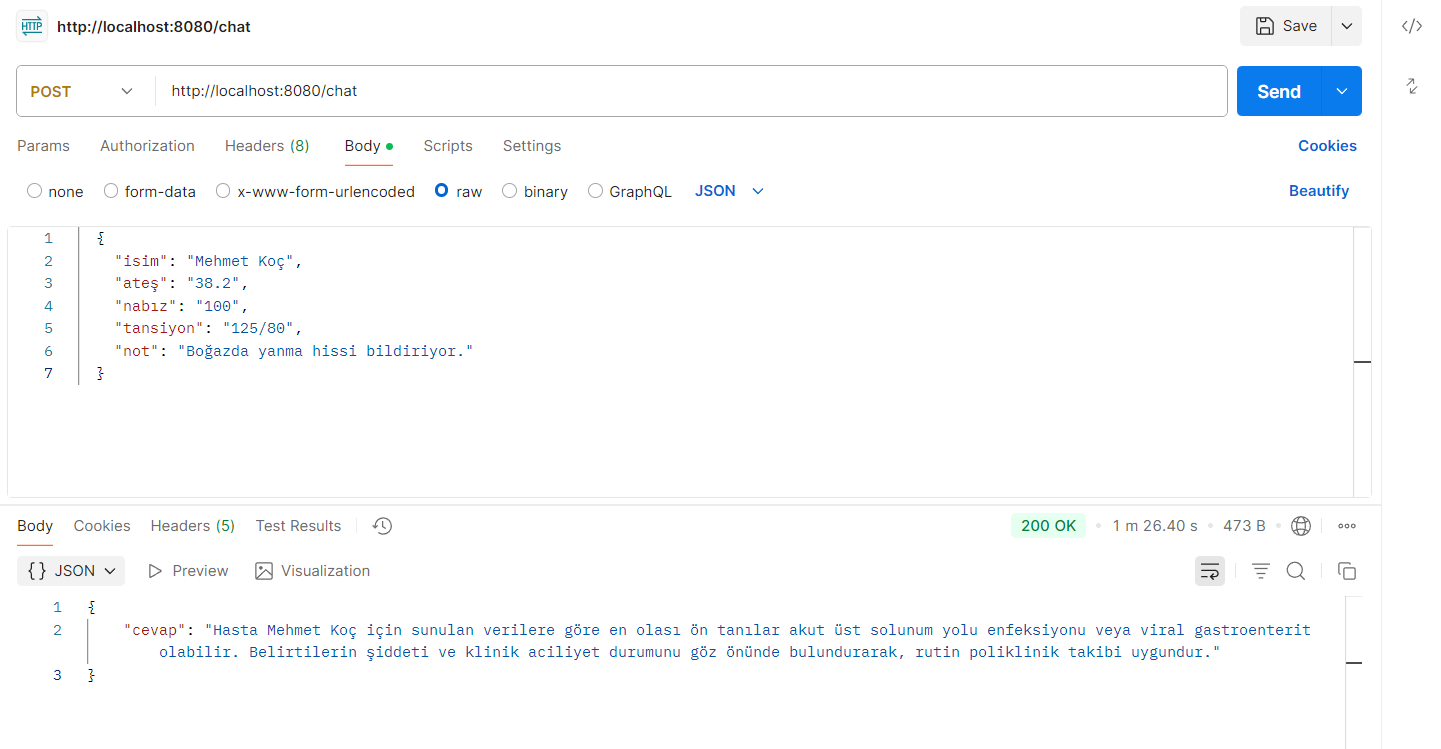 HTTP http://localhost:8080/chat Save
POST http://localhost:8080/chat Send
Params Authorization Headers (8) Body Scripts Settings Cookies
none form-data x-www-form-urlencoded raw binary GraphQL JSON Beautify
1 {
2 "isim": "Mehmet Koç",
3 "ateş": "38.2",
4 "nabız": "100",
5 "tansiyon": "125/80",
6 "not": "Boğazda yanma hissi bildiriyor."
7 }
Body Cookies Headers (5) Test Results 200 OK 1 m 26.40 s 473 B
{} JSON Preview Visualization
1 {
2 "cevap": "Hasta Mehmet Koç için sunulan verilere göre en olası ön tanılar akut üst solunum yolu enfeksiyonu veya viral gastroenterit
olabilir. Belirtilerin şiddeti ve klinik aciliyet durumunu göz önünde bulundurarak, rutin poliklinik takibi uygundur."
3 }